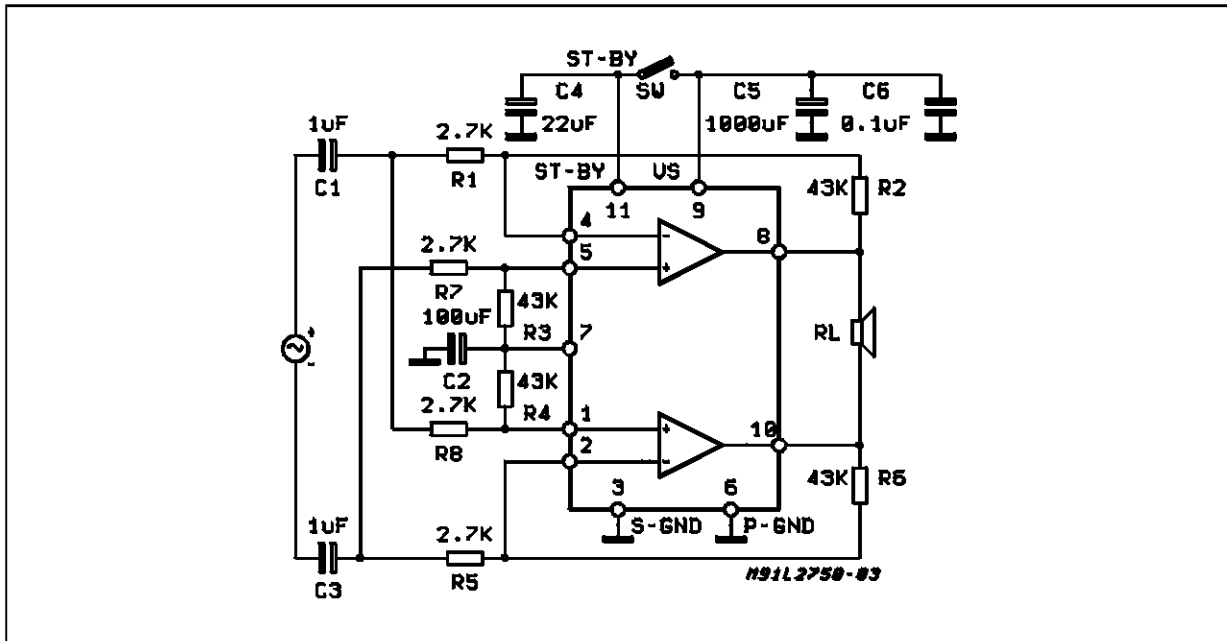 ST-BY
C4
SW
C5
C6
22uF
1000uF
0.1uF
1uF
2.7K
C1
R1
ST-BY
VS
43K
R2
11
9
4
5
8
2.7K
R7
43K
100uF
R3
7
RL
+
-
C2
43K
2.7K
R4
1
R8
2
10
43K
R6
3
6
S-GND
P-GND
1uF
2.7K
C3
R5
M91L2750-03
-
+
+
-